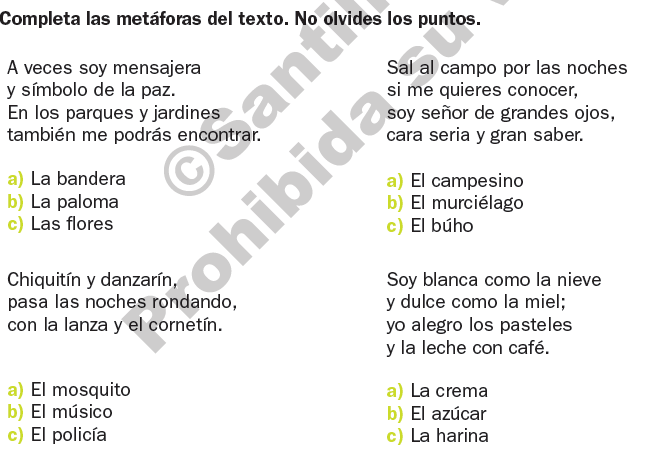 Completa las metáforas del texto. No olvides los puntos.
A veces soy mensajera
y símbolo de la paz.
En los parques y jardines
también me podrás encontrar.
a) La bandera
b) La paloma
c) Las flores
Sal al campo por las noches
si me quieres conocer,
soy señor de grandes ojos,
cara seria y gran saber.
a) El campesino
b) El murciélago
c) El búho
Chiquitín y danzarín,
pasa las noches rondando,
con la lanza y el cornetín.
a) El mosquito
b) El músico
c) El policía
Soy blanca como la nieve
y dulce como la miel;
yo alegro los pasteles
y la leche con café.
a) La crema
b) El azúcar
c) La harina
©Santil
Prohibida su